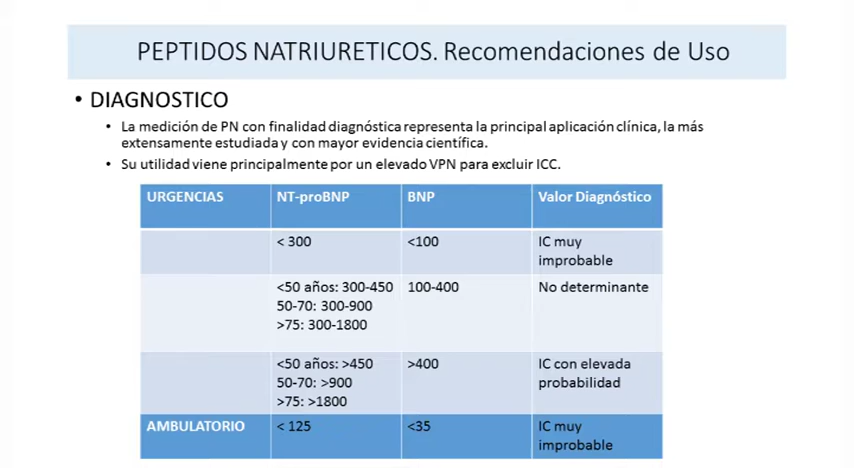 PEPTIDOS NATRIURETICOS. Recomendaciones de Uso
• DIAGNOSTICO
• La medición de PN con finalidad diagnóstica representa la principal aplicación clínica, la más
extensamente estudiada y con mayor evidencia científica.
• Su utilidad viene principalmente por un elevado VPN para excluir ICC.
URGENCIAS NT-proBNP BNP Valor Diagnóstico
< 300 <100 IC muy
improbable
<50 años: 300-450 100-400 No determinante
50-70: 300-900
>75: 300-1800
<50 años: >450 >400 IC con elevada
50-70: >900 probabilidad
>75: >1800
AMBULATORIO < 125 <35 IC muy
improbable